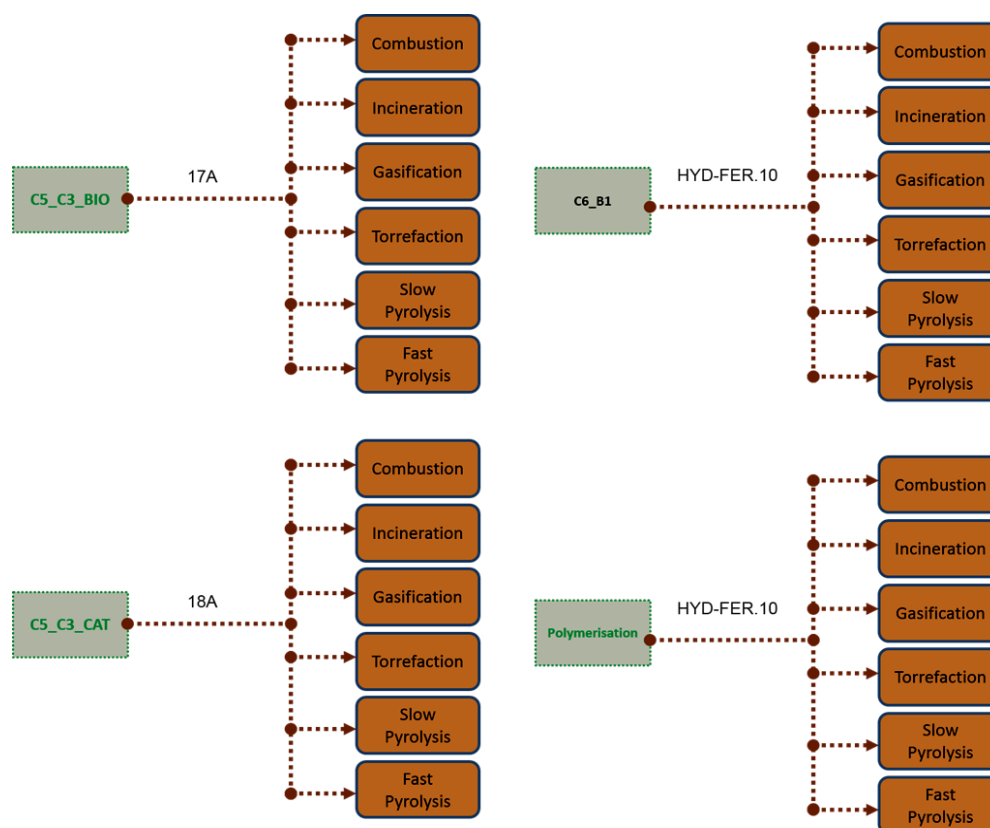 C5_C3_BIO
17A
Combustion
Incineration
Gasification
Torrefaction
Slow
Pyrolysis
Fast
Pyrolysis
C6_B1
HYD-FER.10
Combustion
Incineration
Gasification
Torrefaction
Slow
Pyrolysis
Fast
Pyrolysis
C5_C3_CAT
18A
Combustion
Incineration
Gasification
Torrefaction
Slow
Pyrolysis
Fast
Pyrolysis
Polymerisation
HYD-FER.10
Combustion
Incineration
Gasification
Torrefaction
Slow
Pyrolysis
Fast
Pyrolysis